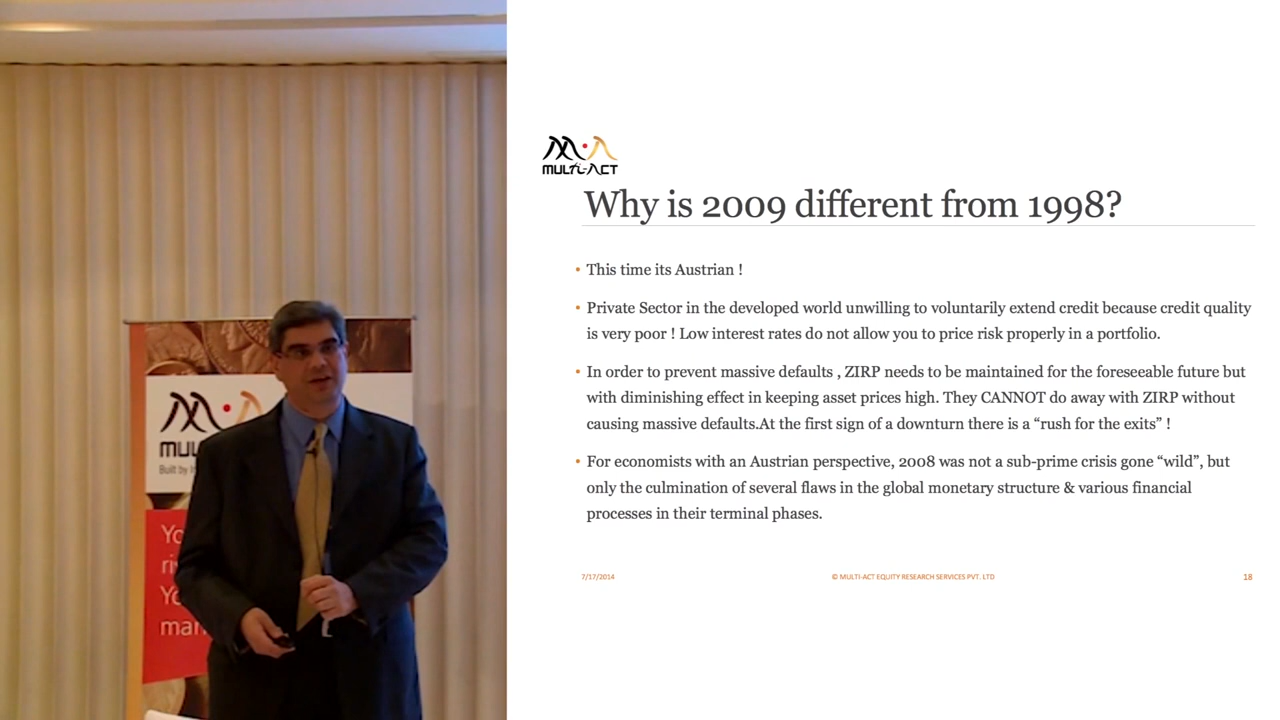 MULTI-ACT
Why is 2009 different from 1998?
• This time its Austrian !
• Private Sector in the developed world unwilling to voluntarily extend credit because credit quality
is very poor ! Low interest rates do not allow you to price risk properly in a portfolio.
• In order to prevent massive defaults , ZIRP needs to be maintained for the foreseeable future but
with diminishing effect in keeping asset prices high. They CANNOT do away with ZIRP without
causing massive defaults.At the first sign of a downturn there is a “rush for the exits” !
• For economists with an Austrian perspective, 2008 was not a sub-prime crisis gone “wild”, but
only the culmination of several flaws in the global monetary structure & various financial
processes in their terminal phases.
7/17/2014 © MULTI-ACT EQUITY RESEARCH SERVICES PVT. LTD 18
Built by